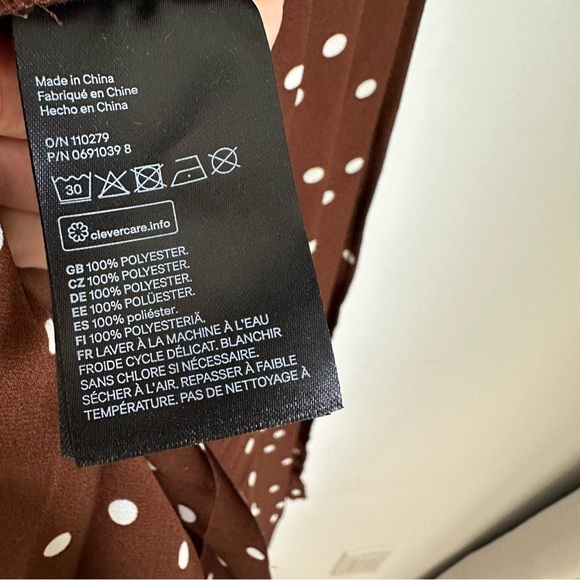 Made in China
Fabriqué en Chine
Hecho en China
O/N 110279
P/N 0691039 8
30
clevercare.info
GB 100% POLYESTER.
CZ 100% POLYESTER.
DE 100% POLYESTER.
EE 100% POLÜESTER.
ES 100% poliéster.
FI 100% POLYESTERIÄ.
FR LAVER À LA MACHINE À L'EAU
FROIDE CYCLE DÉLICAT. BLANCHIR
SANS CHLORE SI NÉCESSAIRE.
SÉCHER À L'AIR. REPASSER À FAIBLE
TEMPÉRATURE. PAS DE NETTOYAGE À